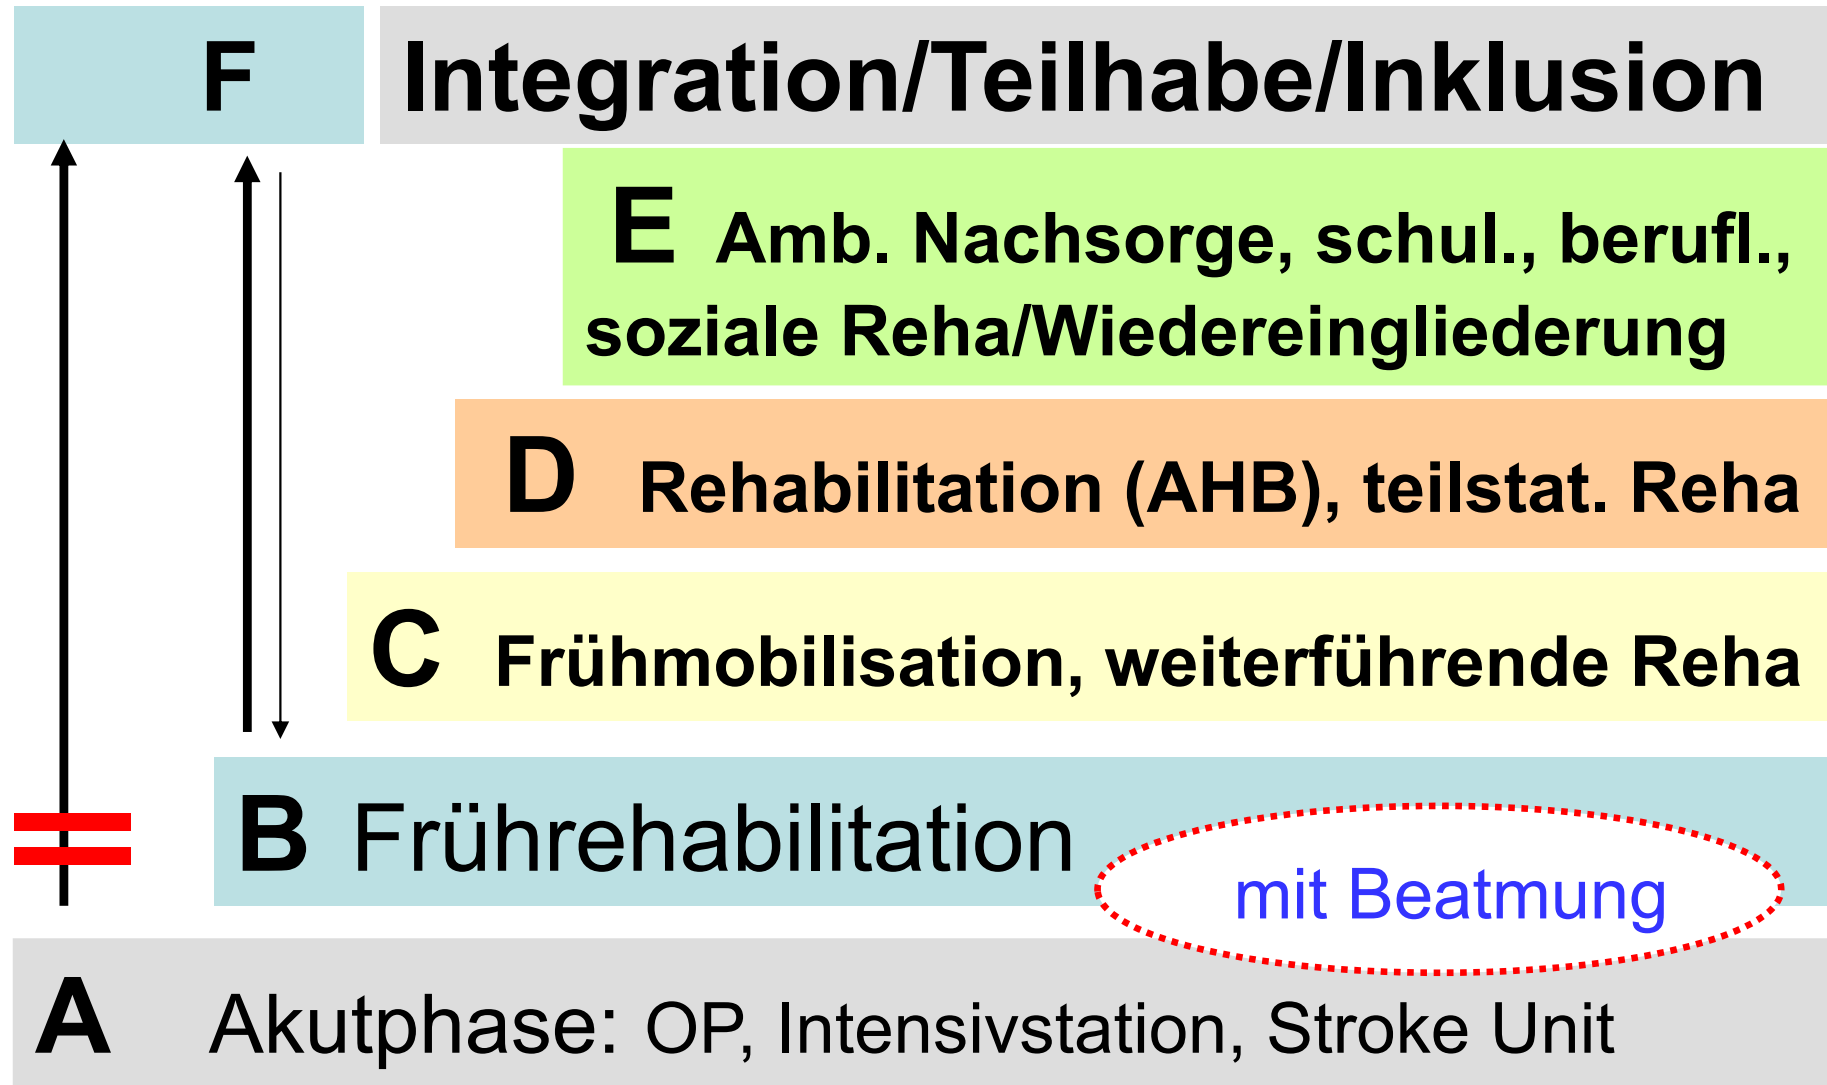 F Integration/Teilhabe/Inklusion
E Amb. Nachsorge, schul., berufl.,
soziale Reha/Wiedereingliederung
D Rehabilitation (AHB), teilstat. Reha
C Frühmobilisation, weiterführende Reha
B Frührehabilitation
mit Beatmung
A Akutphase: OP, Intensivstation, Stroke Unit